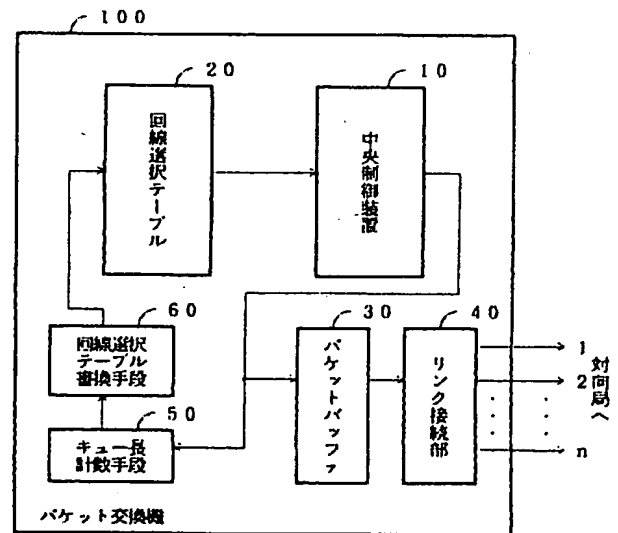 100
20
10
回線選択テーブル
中央制御装置
60
30
40
回線選択
テーブル
書換手段
50
キュー長
計数手段
パケットバッファ
リンク接続部
1
2
n
対向局へ
パケット交換機